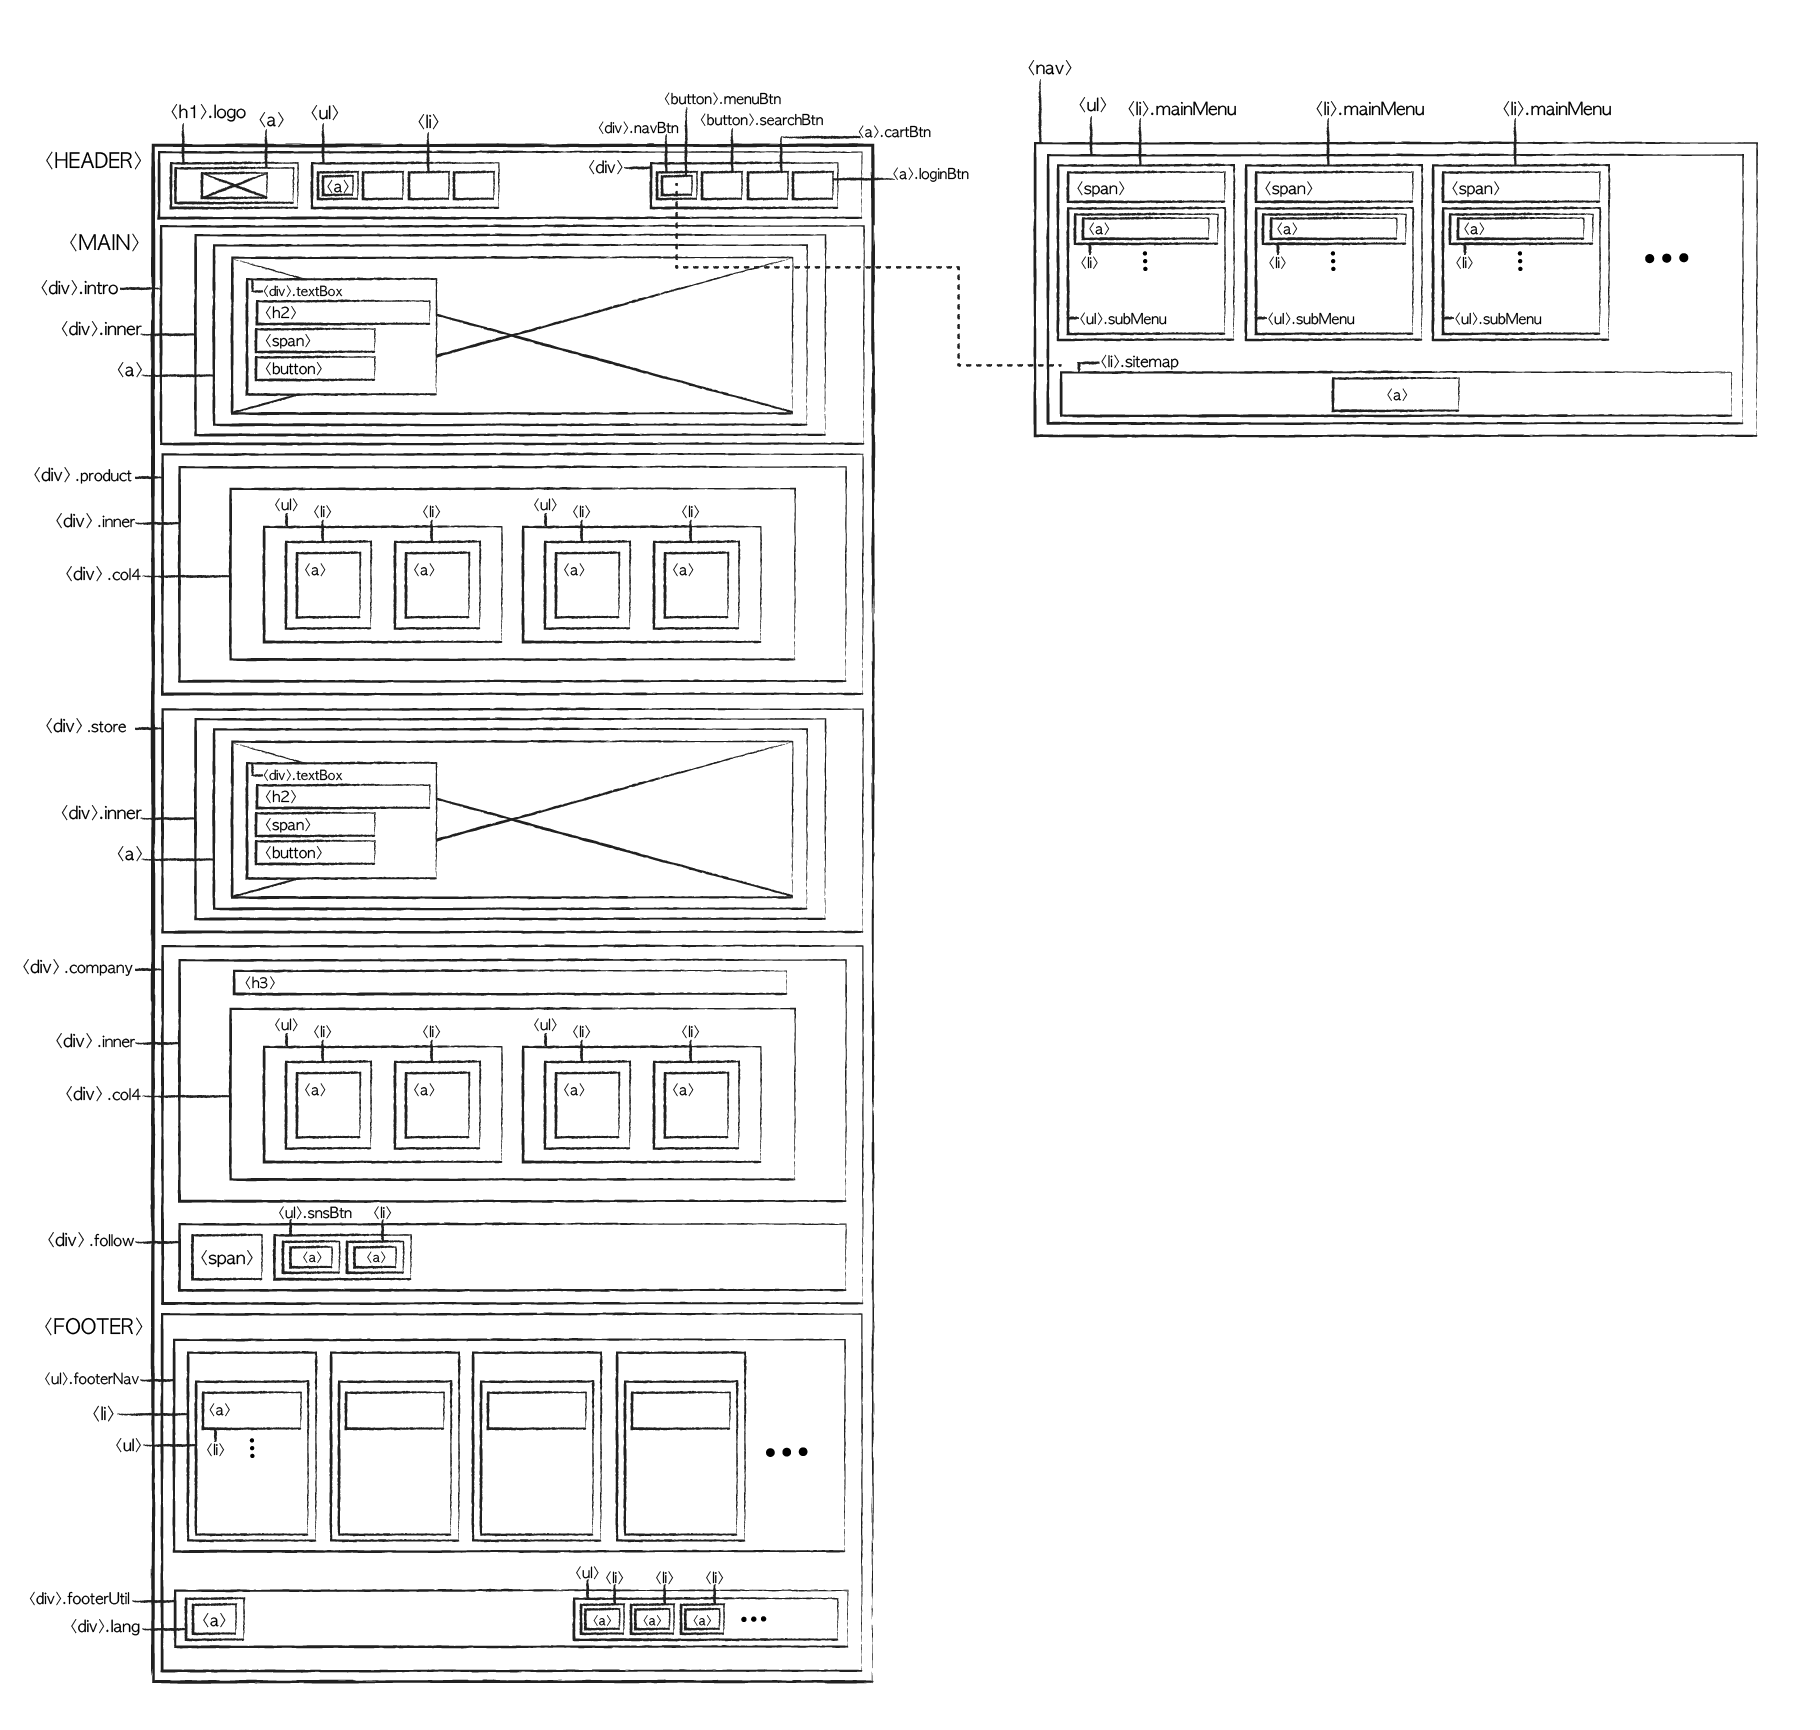 〈h1〉.logo
〈a〉
〈ul〉
〈li〉
〈button〉.menuBtn
〈div〉.navBtn
〈button〉.searchBtn
〈a〉.cartBtn
〈HEADER〉
〈div〉
〈a〉.loginBtn
〈a〉
〈MAIN〉
〈div〉.intro
〈div〉.textBox
〈h2〉
〈div〉.inner
〈span〉
〈a〉
〈button〉
〈div〉.product
〈ul〉 〈li〉 〈li〉 〈ul〉 〈li〉 〈li〉
〈div〉.inner
〈div〉.col4
〈a〉 〈a〉 〈a〉 〈a〉
〈div〉.store
〈div〉.textBox
〈h2〉
〈div〉.inner
〈span〉
〈a〉
〈button〉
〈div〉.company
〈h3〉
〈ul〉 〈li〉 〈li〉 〈ul〉 〈li〉 〈li〉
〈div〉.inner
〈div〉.col4
〈a〉 〈a〉 〈a〉 〈a〉
〈ul〉.snsBtn 〈li〉
〈div〉.follow
〈span〉 〈a〉 〈a〉
〈FOOTER〉
〈ul〉.footerNav
〈li〉
〈a〉
〈ul〉
〈li〉
〈ul〉 〈li〉 〈li〉 〈li〉
〈div〉.footerUtil
〈div〉.lang
〈a〉 〈a〉 〈a〉 〈a〉
〈nav〉
〈ul〉 〈li〉.mainMenu 〈li〉.mainMenu 〈li〉.mainMenu
〈span〉 〈span〉 〈span〉
〈a〉 〈a〉 〈a〉
〈li〉 〈li〉 〈li〉
〈ul〉.subMenu 〈ul〉.subMenu 〈ul〉.subMenu
〈li〉.sitemap
〈a〉